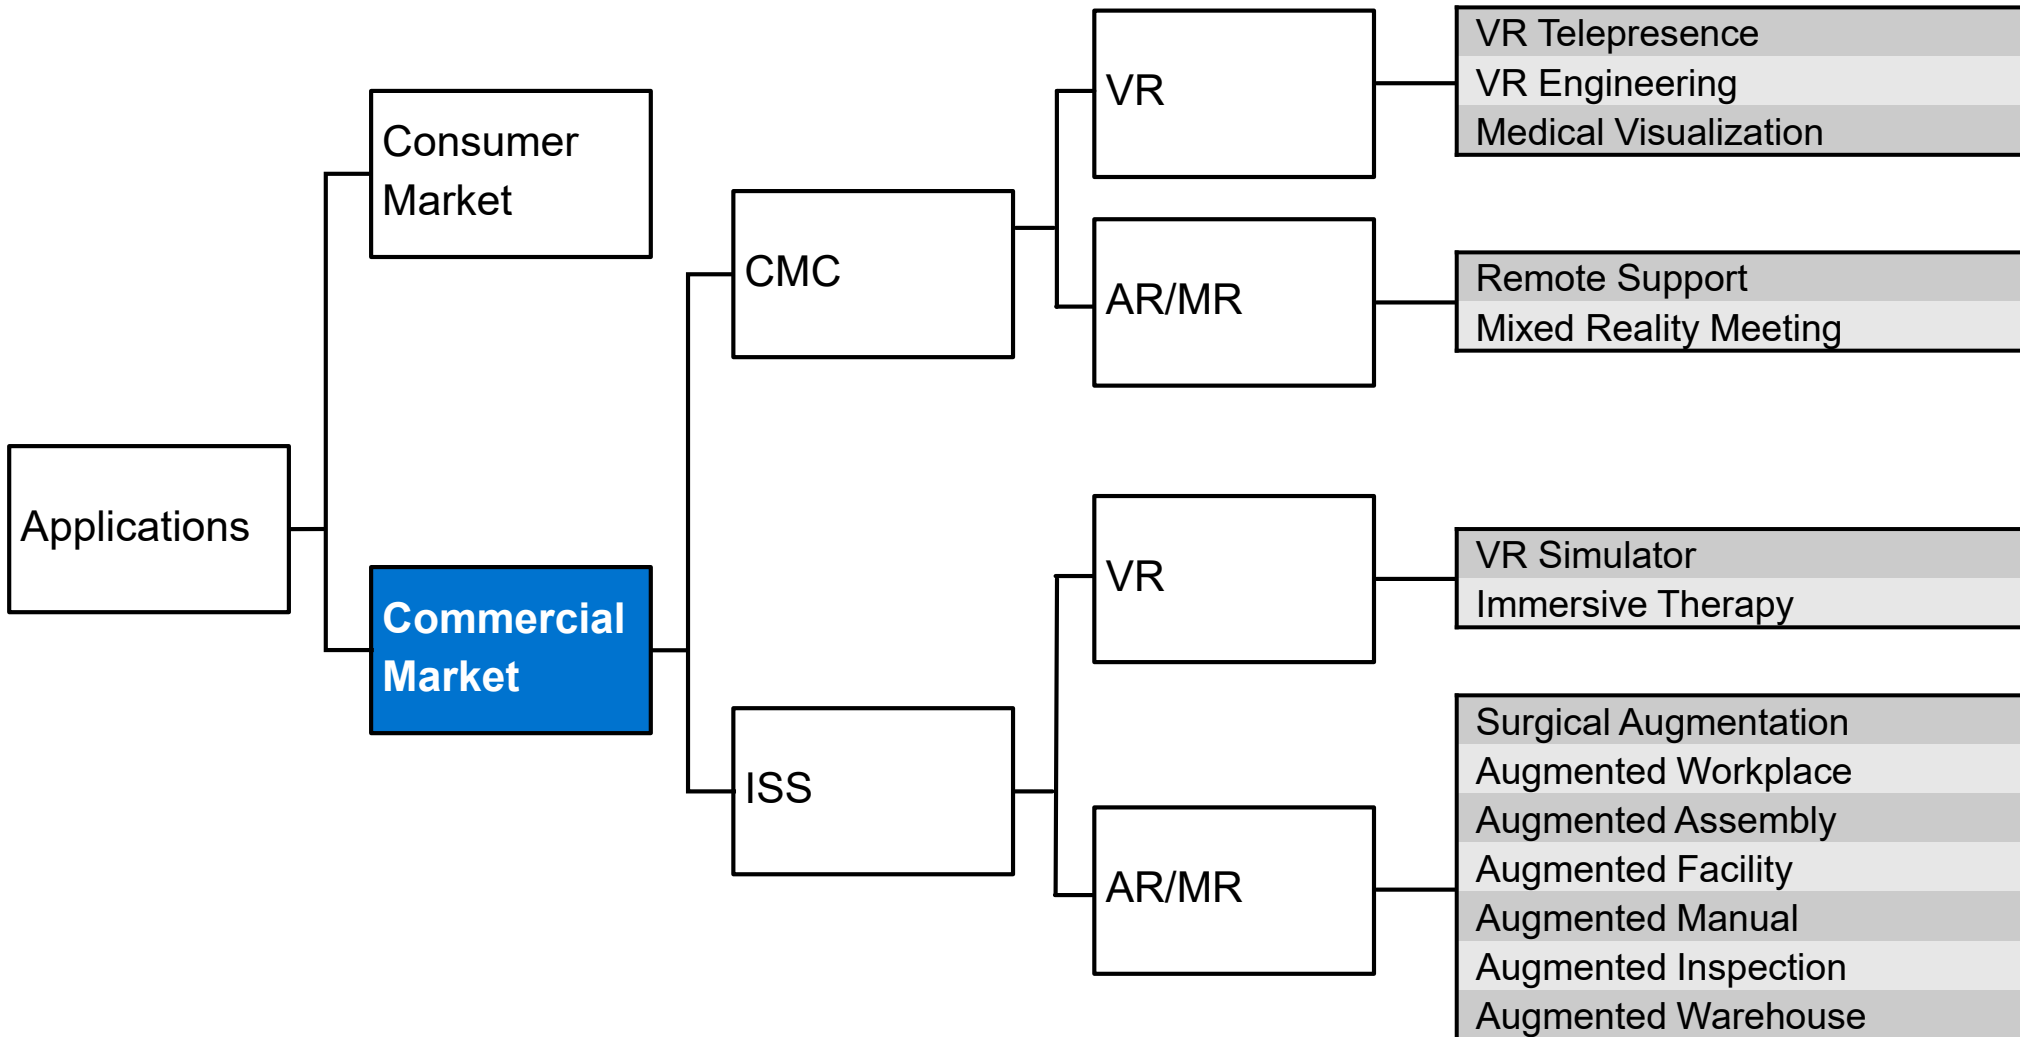 Applications
Consumer
Market
Commercial
Market
CMC
ISS
VR
AR/MR
VR
AR/MR
VR Telepresence
VR Engineering
Medical Visualization
Remote Support
Mixed Reality Meeting
VR Simulator
Immersive Therapy
Surgical Augmentation
Augmented Workplace
Augmented Assembly
Augmented Facility
Augmented Manual
Augmented Inspection
Augmented Warehouse